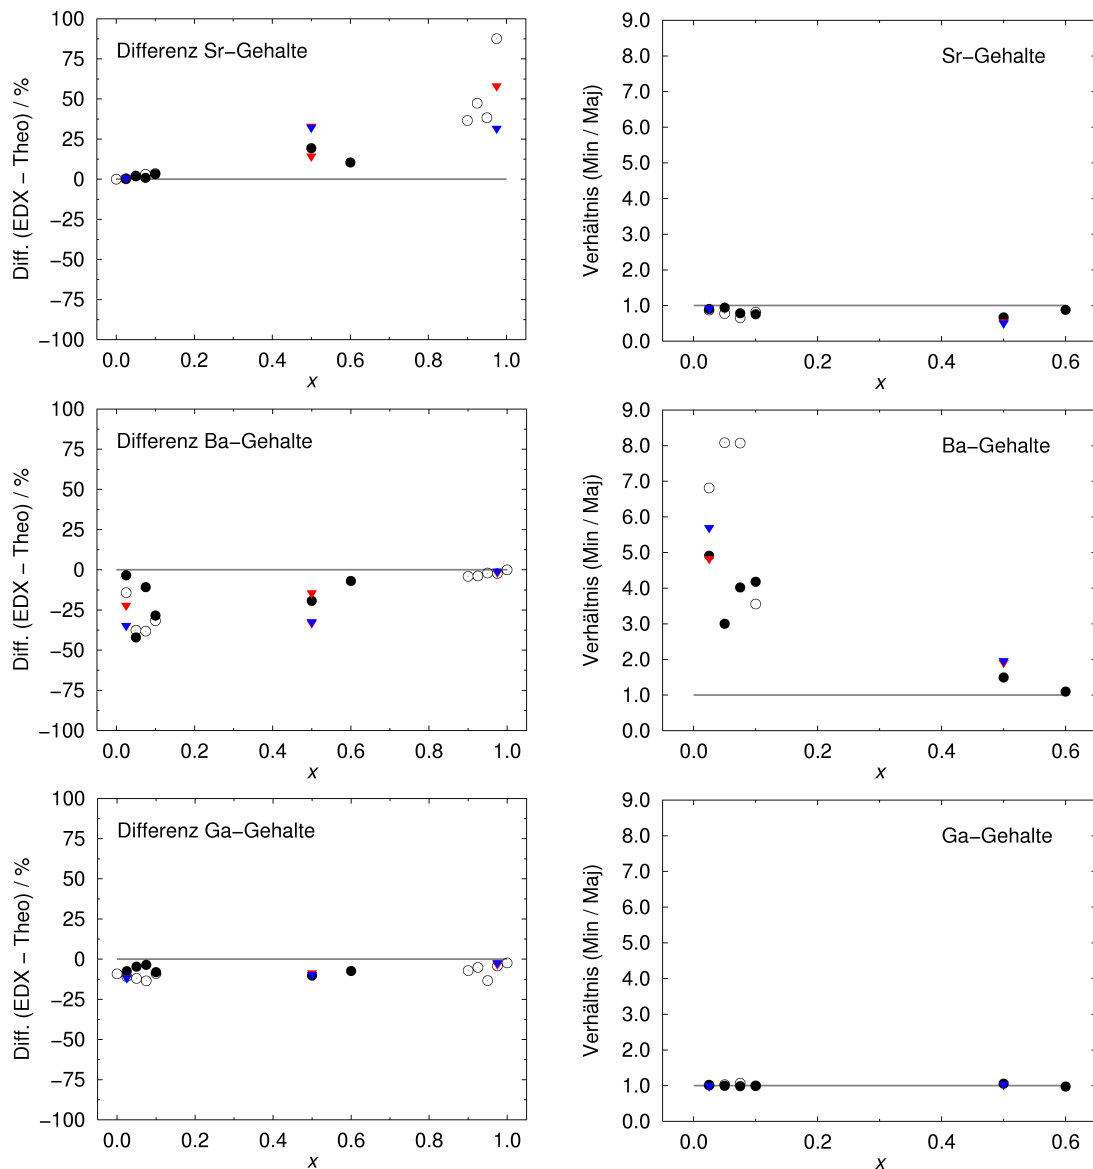 100
75
50
25
0
−25
−50
−75
−100
Diff. (EDX − Theo) / %
Differenz Sr−Gehalte
0.0 0.2 0.4 0.6 0.8 1.0
x
9.0
8.0
7.0
6.0
5.0
4.0
3.0
2.0
1.0
0.0
Verhältnis (Min / Maj)
Sr−Gehalte
0.0 0.2 0.4 0.6
x
100
75
50
25
0
−25
−50
−75
−100
Diff. (EDX − Theo) / %
Differenz Ba−Gehalte
0.0 0.2 0.4 0.6 0.8 1.0
x
9.0
8.0
7.0
6.0
5.0
4.0
3.0
2.0
1.0
0.0
Verhältnis (Min / Maj)
Ba−Gehalte
0.0 0.2 0.4 0.6
x
100
75
50
25
0
−25
−50
−75
−100
Diff. (EDX − Theo) / %
Differenz Ga−Gehalte
0.0 0.2 0.4 0.6 0.8 1.0
x
9.0
8.0
7.0
6.0
5.0
4.0
3.0
2.0
1.0
0.0
Verhältnis (Min / Maj)
Ga−Gehalte
0.0 0.2 0.4 0.6
x